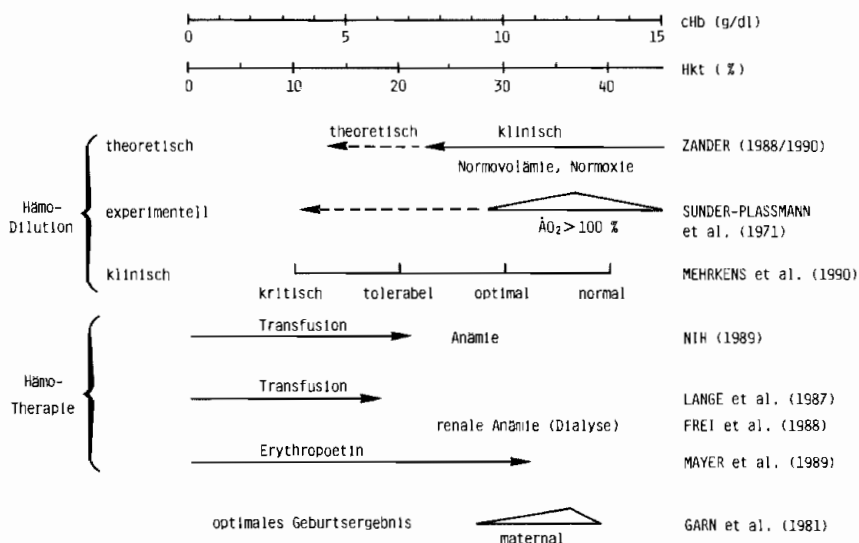 cHb (g/dl)
0 5 10 15
Hkt (%)
0 10 20 30 40
theoretisch klinisch
theoretisch ZANDER (1988/1990)
Normovolämie, Normoxie
Hämo-
Dilution
experimentell SUNDER-PLASSMANN
et al. (1971)
ȦO₂ > 100 %
klinisch MEHRKENS et al. (1990)
kritisch tolerabel optimal normal
Transfusion
Anämie NIH (1989)
Hämo-
Therapie
Transfusion LANGE et al. (1987)
renale Anämie (Dialyse) FREI et al. (1988)
Erythropoetin MAYER et al. (1989)
optimales Geburtsergebnis GARN et al. (1981)
maternal